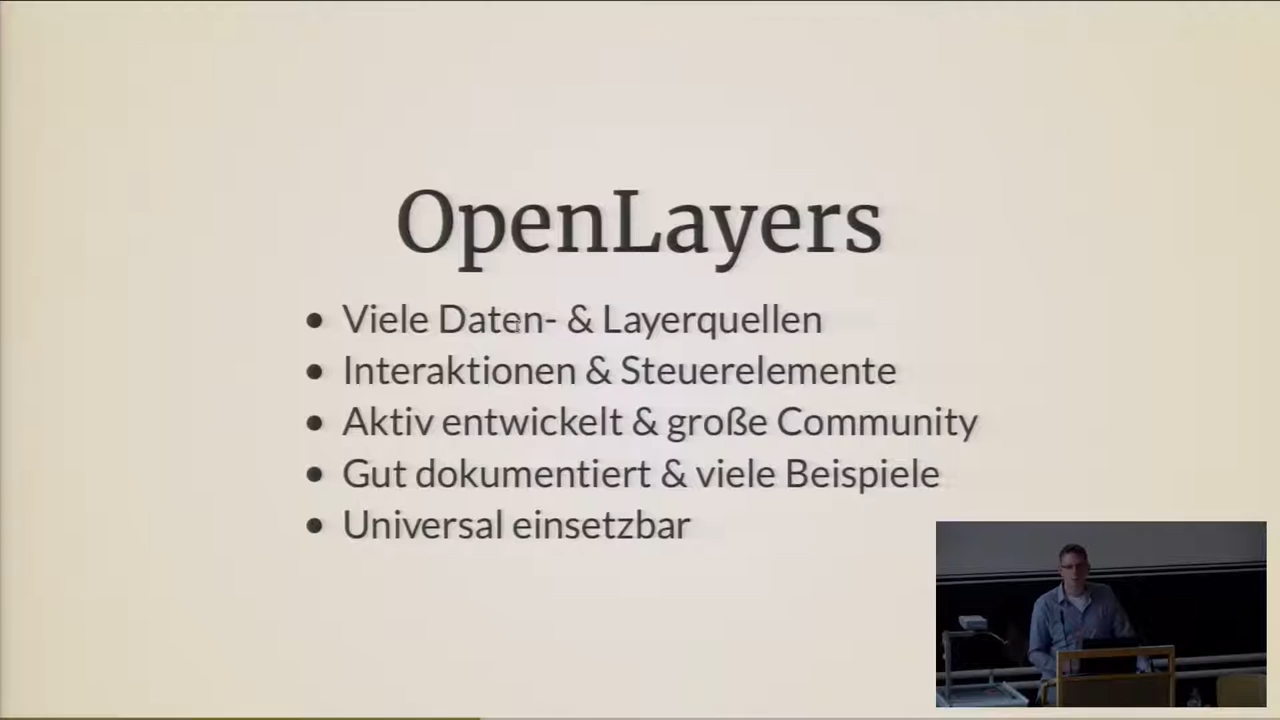 OpenLayers
Viele Daten- & Layerquellen
Interaktionen & Steuerelemente
Aktiv entwickelt & große Community
Gut dokumentiert & viele Beispiele
Universal einsetzbar